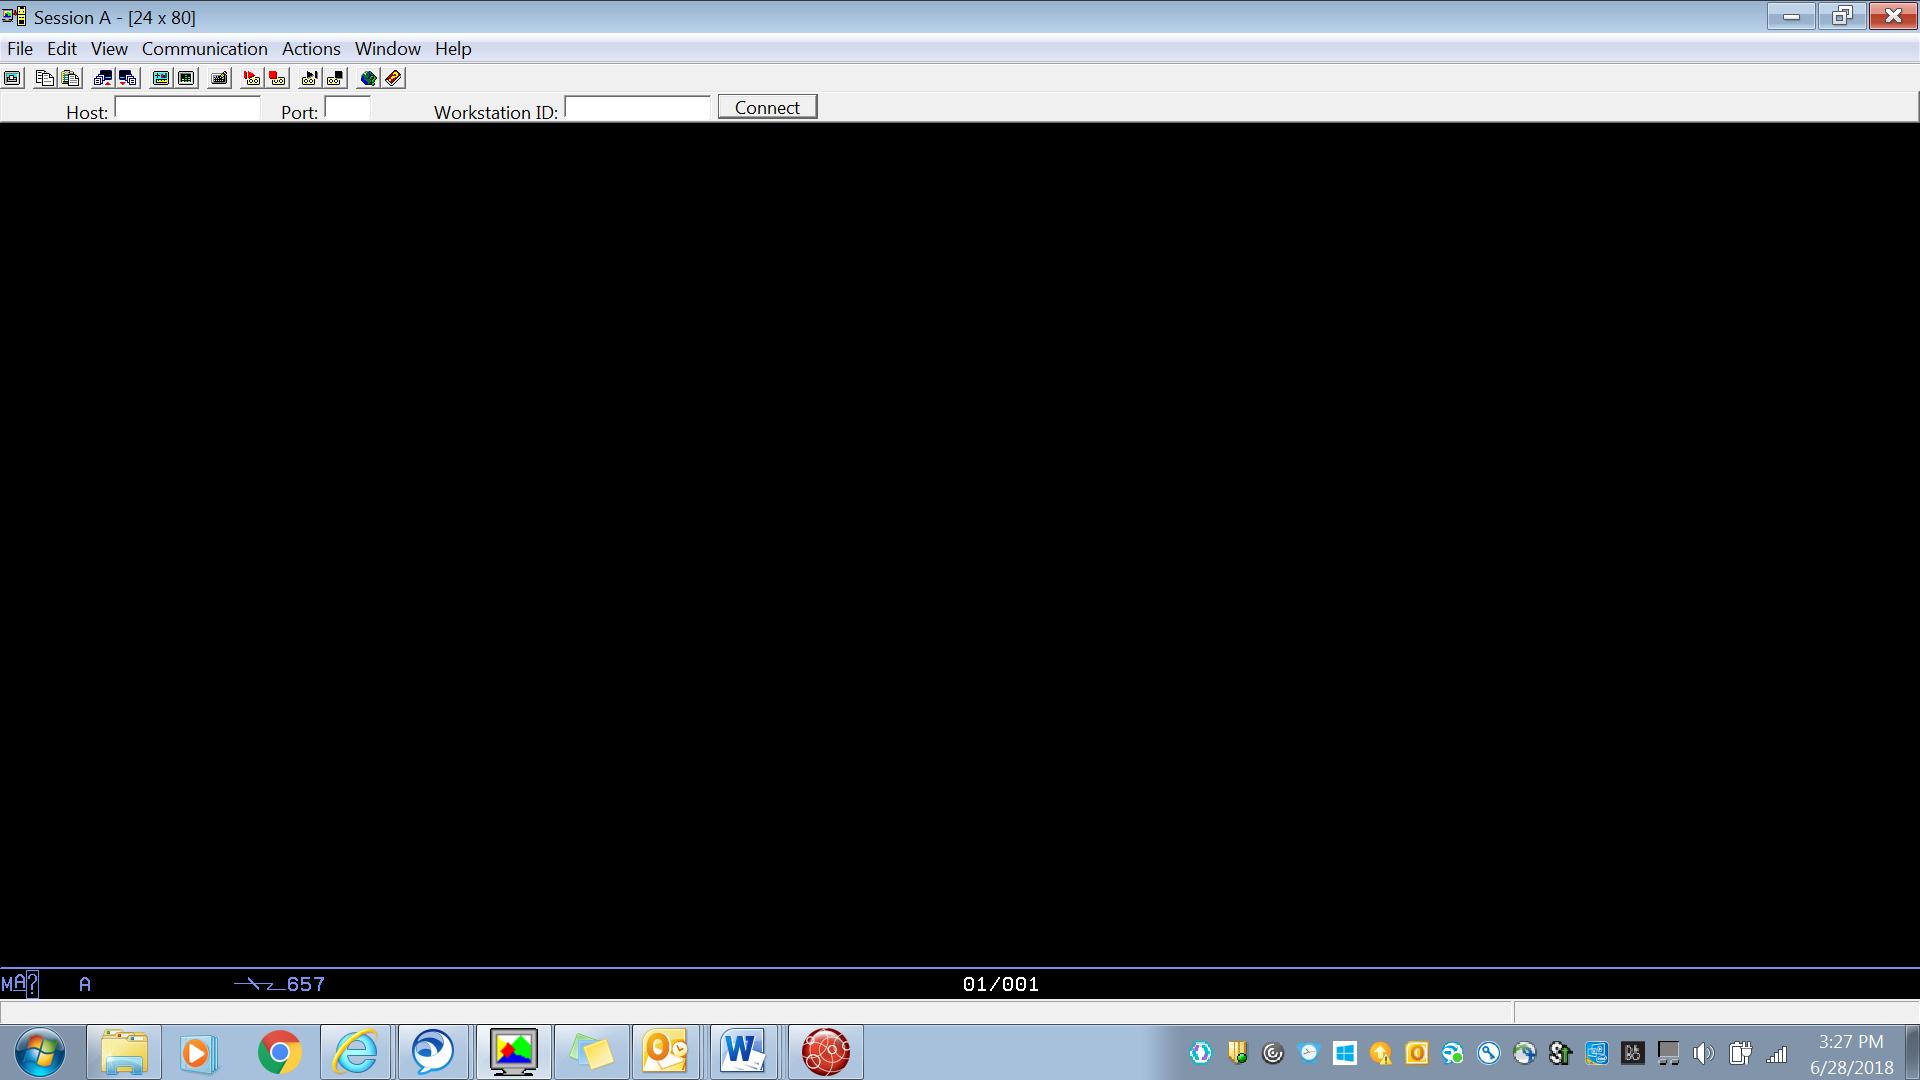 Session A - [24 x 80]
File Edit View Communication Actions Window Help
Host: Port: Workstation ID: Connect
MA? A 657 01/001
3:27 PM
6/28/2018